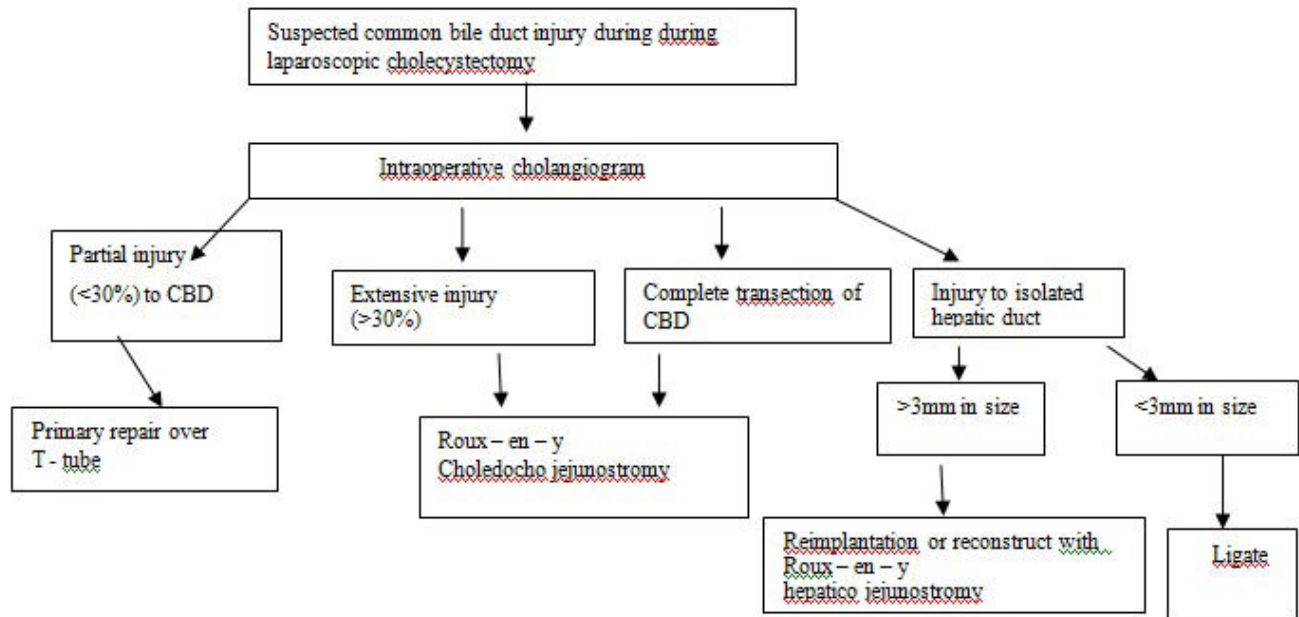 Suspected common bile duct injury during during
laparoscopic cholecystectomy
Intraoperative cholangiogram
Partial injury
(<30%) to CBD
Extensive injury
(>30%)
Complete transection of
CBD
Injury to isolated
hepatic duct
>3mm in size
<3mm in size
Primary repair over
T - tube
Roux – en – y
Choledocho jejunostromy
Reimplantation or reconstruct with
Roux – en – y
hepatico jejunostromy
Ligate